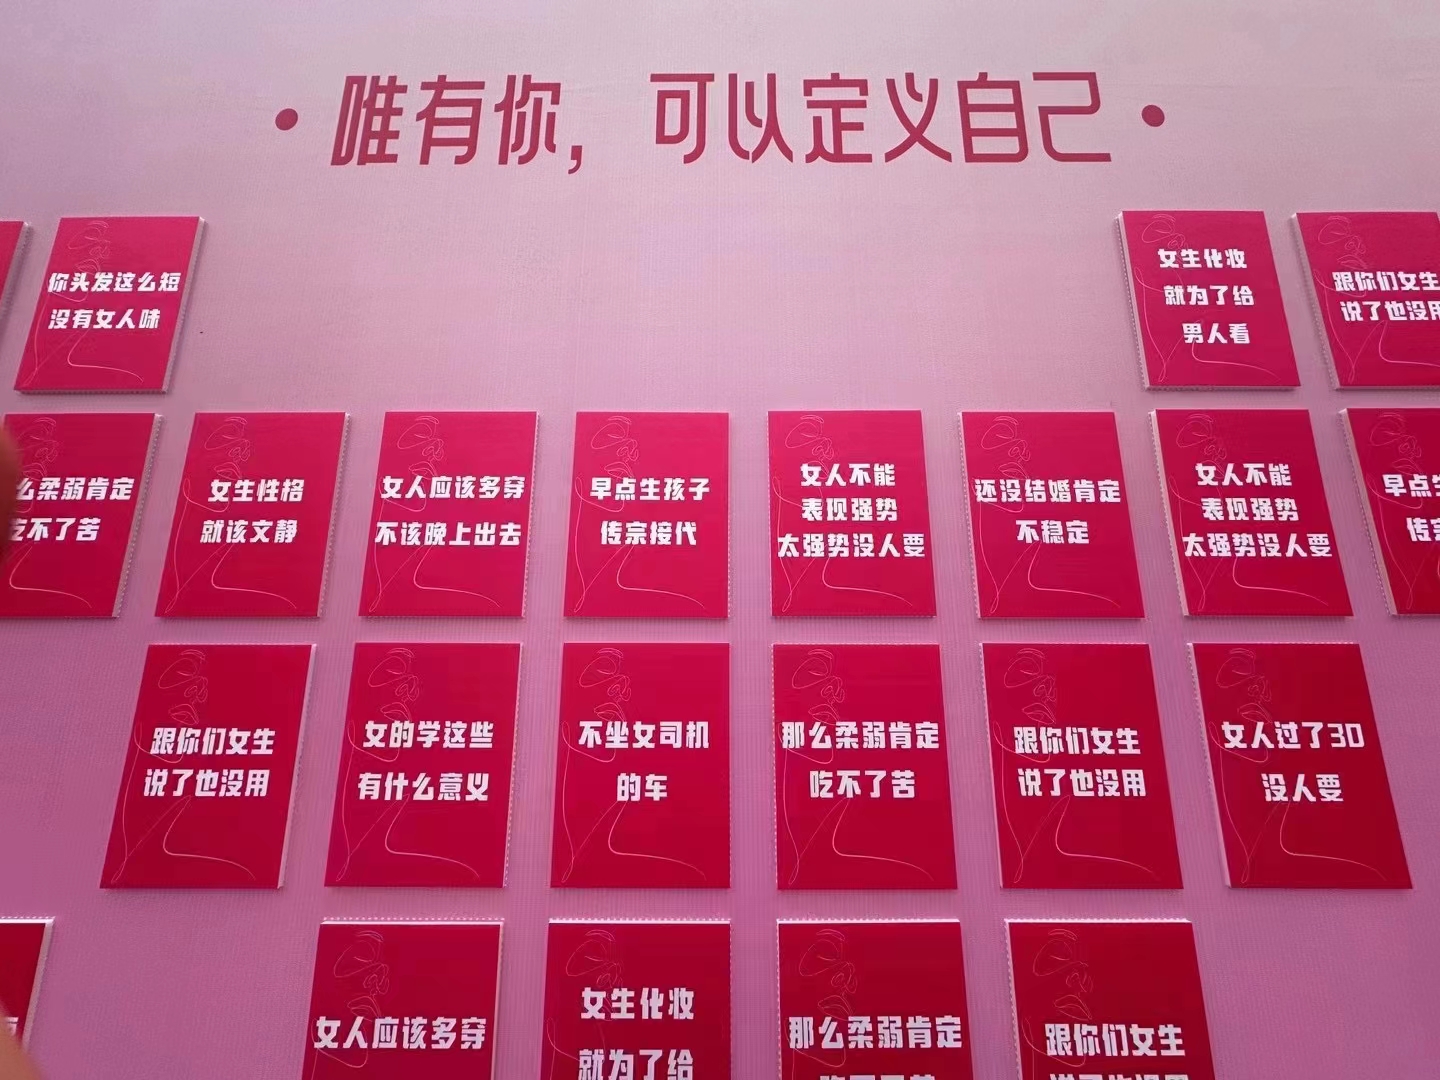 ·唯有你，可以定义自己·
你头发这么短
没有女人味
女生化妆
就为了给
男人看
跟你们女生
说了也没用
么柔弱肯定
吃不了苦
女生性格
就该文静
女人应该多穿
不该晚上出去
早点生孩子
传宗接代
女人不能
表现强势
太强势没人要
还没结婚肯定
不稳定
女人不能
表现强势
太强势没人要
早点生
传宗
跟你们女生
说了也没用
女的学这些
有什么意义
不坐女司机
的车
那么柔弱肯定
吃不了苦
跟你们女生
说了也没用
女人过了30
没人要
女人应该多穿
女生化妆
就为了给
那么柔弱肯定
吃不了苦
跟你们女生
说了也没用